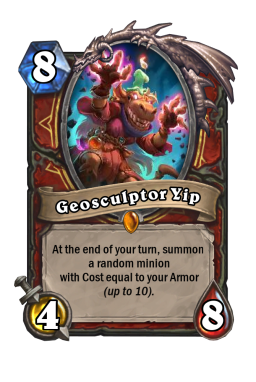 8
Geosculptor Yip
At the end of your turn, summon
a random minion
with Cost equal to your Armor
(up to 10).
4
8